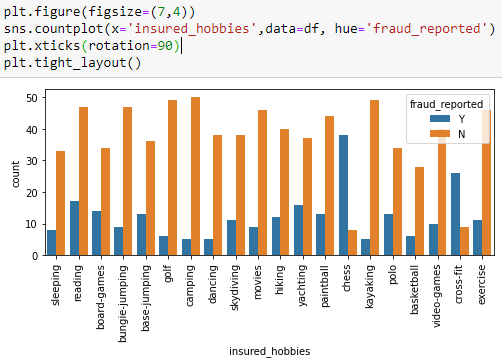 plt.figure(figsize=(7,4))
sns.countplot(x='insured_hobbies',data=df, hue='fraud_reported')
plt.xticks(rotation=90)
plt.tight_layout()
fraud_reported
Y
N
50
40
30
20
10
0
count
sleeping
reading
board-games
bungie-jumping
base-jumping
golf
camping
dancing
skydiving
movies
hiking
yachting
paintball
chess
kayaking
polo
basketball
video-games
cross-fit
exercise
insured_hobbies